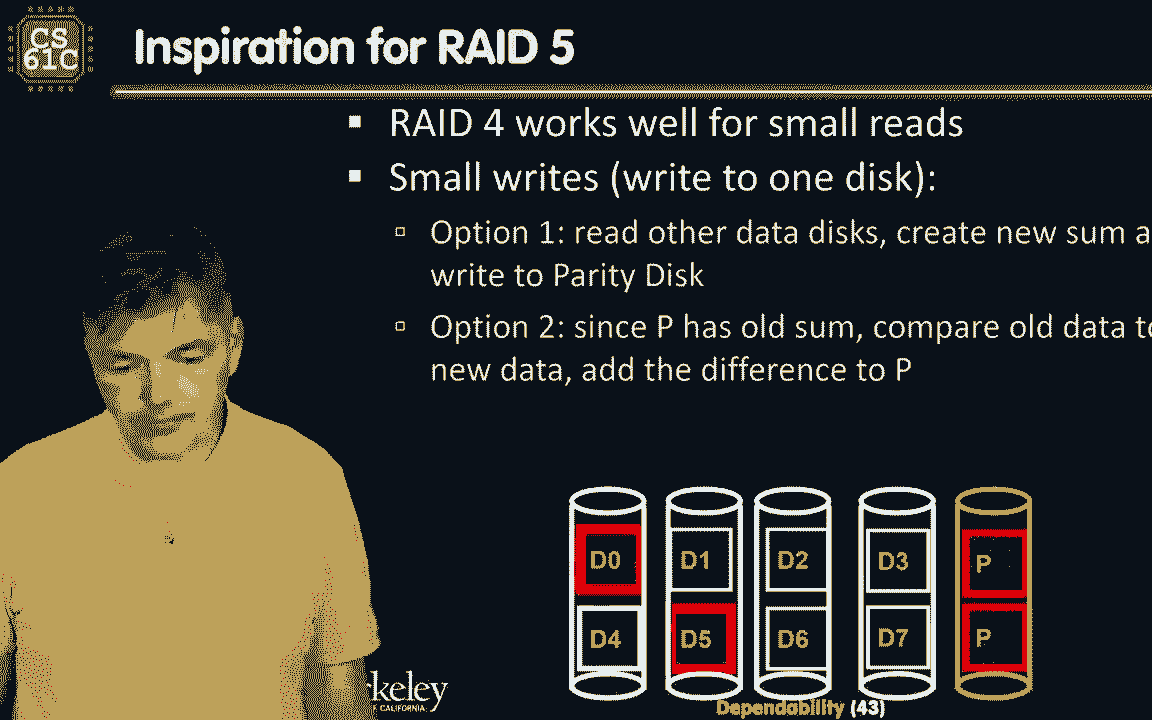 CS
61C
Inspiration for RAID 5
RAID 4 works well for small reads
Small writes (write to one disk):
Option 1: read other data disks, create new sum a
write to Parity Disk
Option 2: since P has old sum, compare old data to
new data, add the difference to P
D0 D1 D2 D3 P
D4 D5 D6 D7 P
rkeley
CALIFORNIA
Dependability (43)